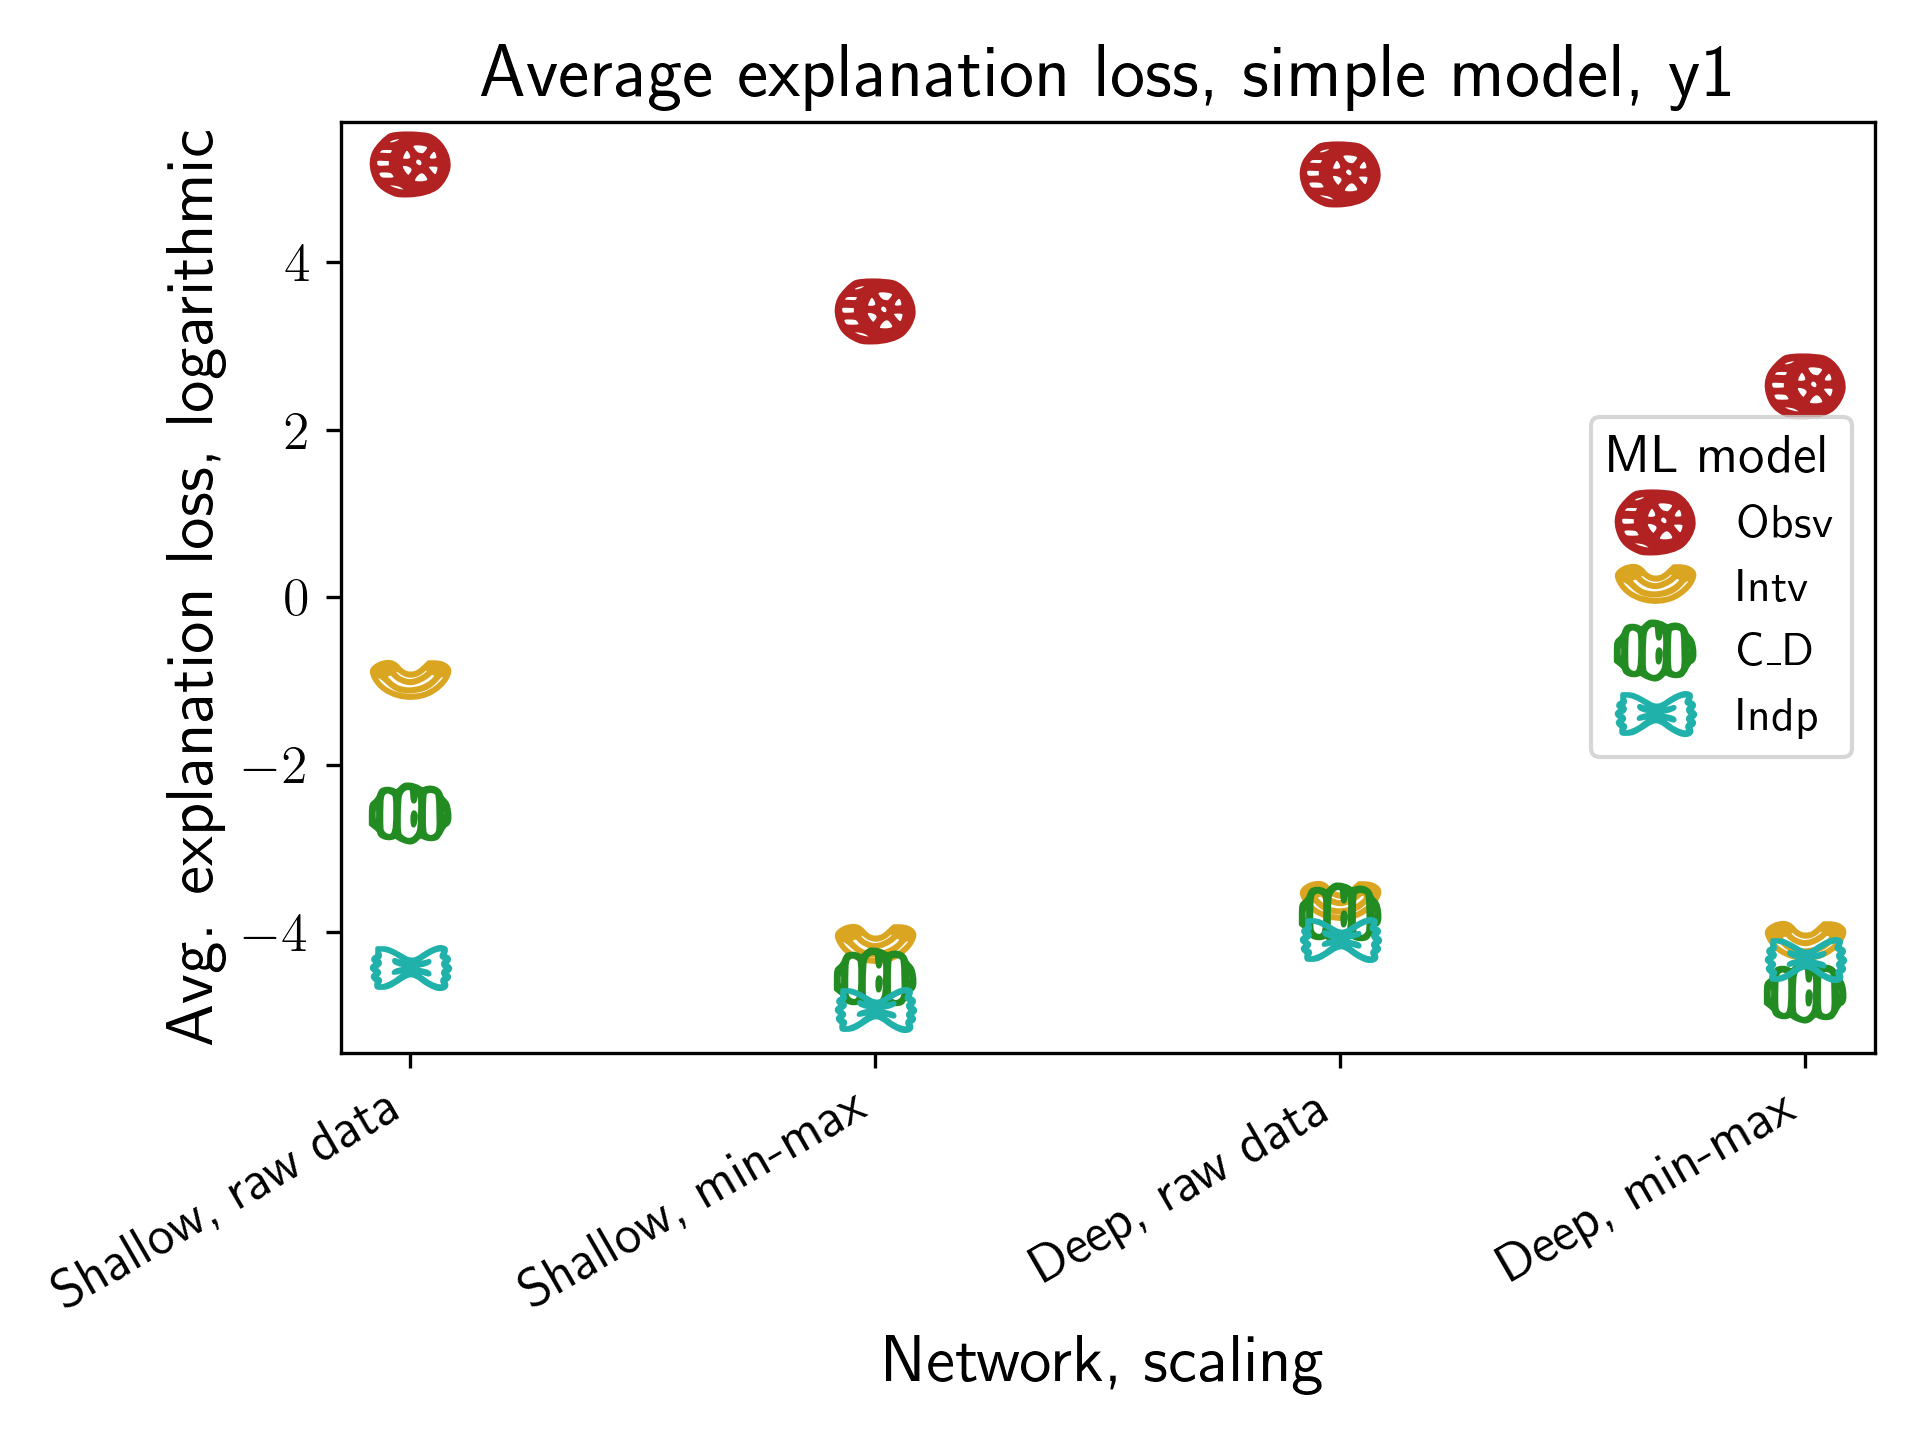 Average explanation loss, simple model, y1
Avg. explanation loss, logarithmic
4
2
0
−2
−4
ML model
Obsv
Intv
C_D
Indp
Shallow, raw data
Shallow, min-max
Deep, raw data
Deep, min-max
Network, scaling